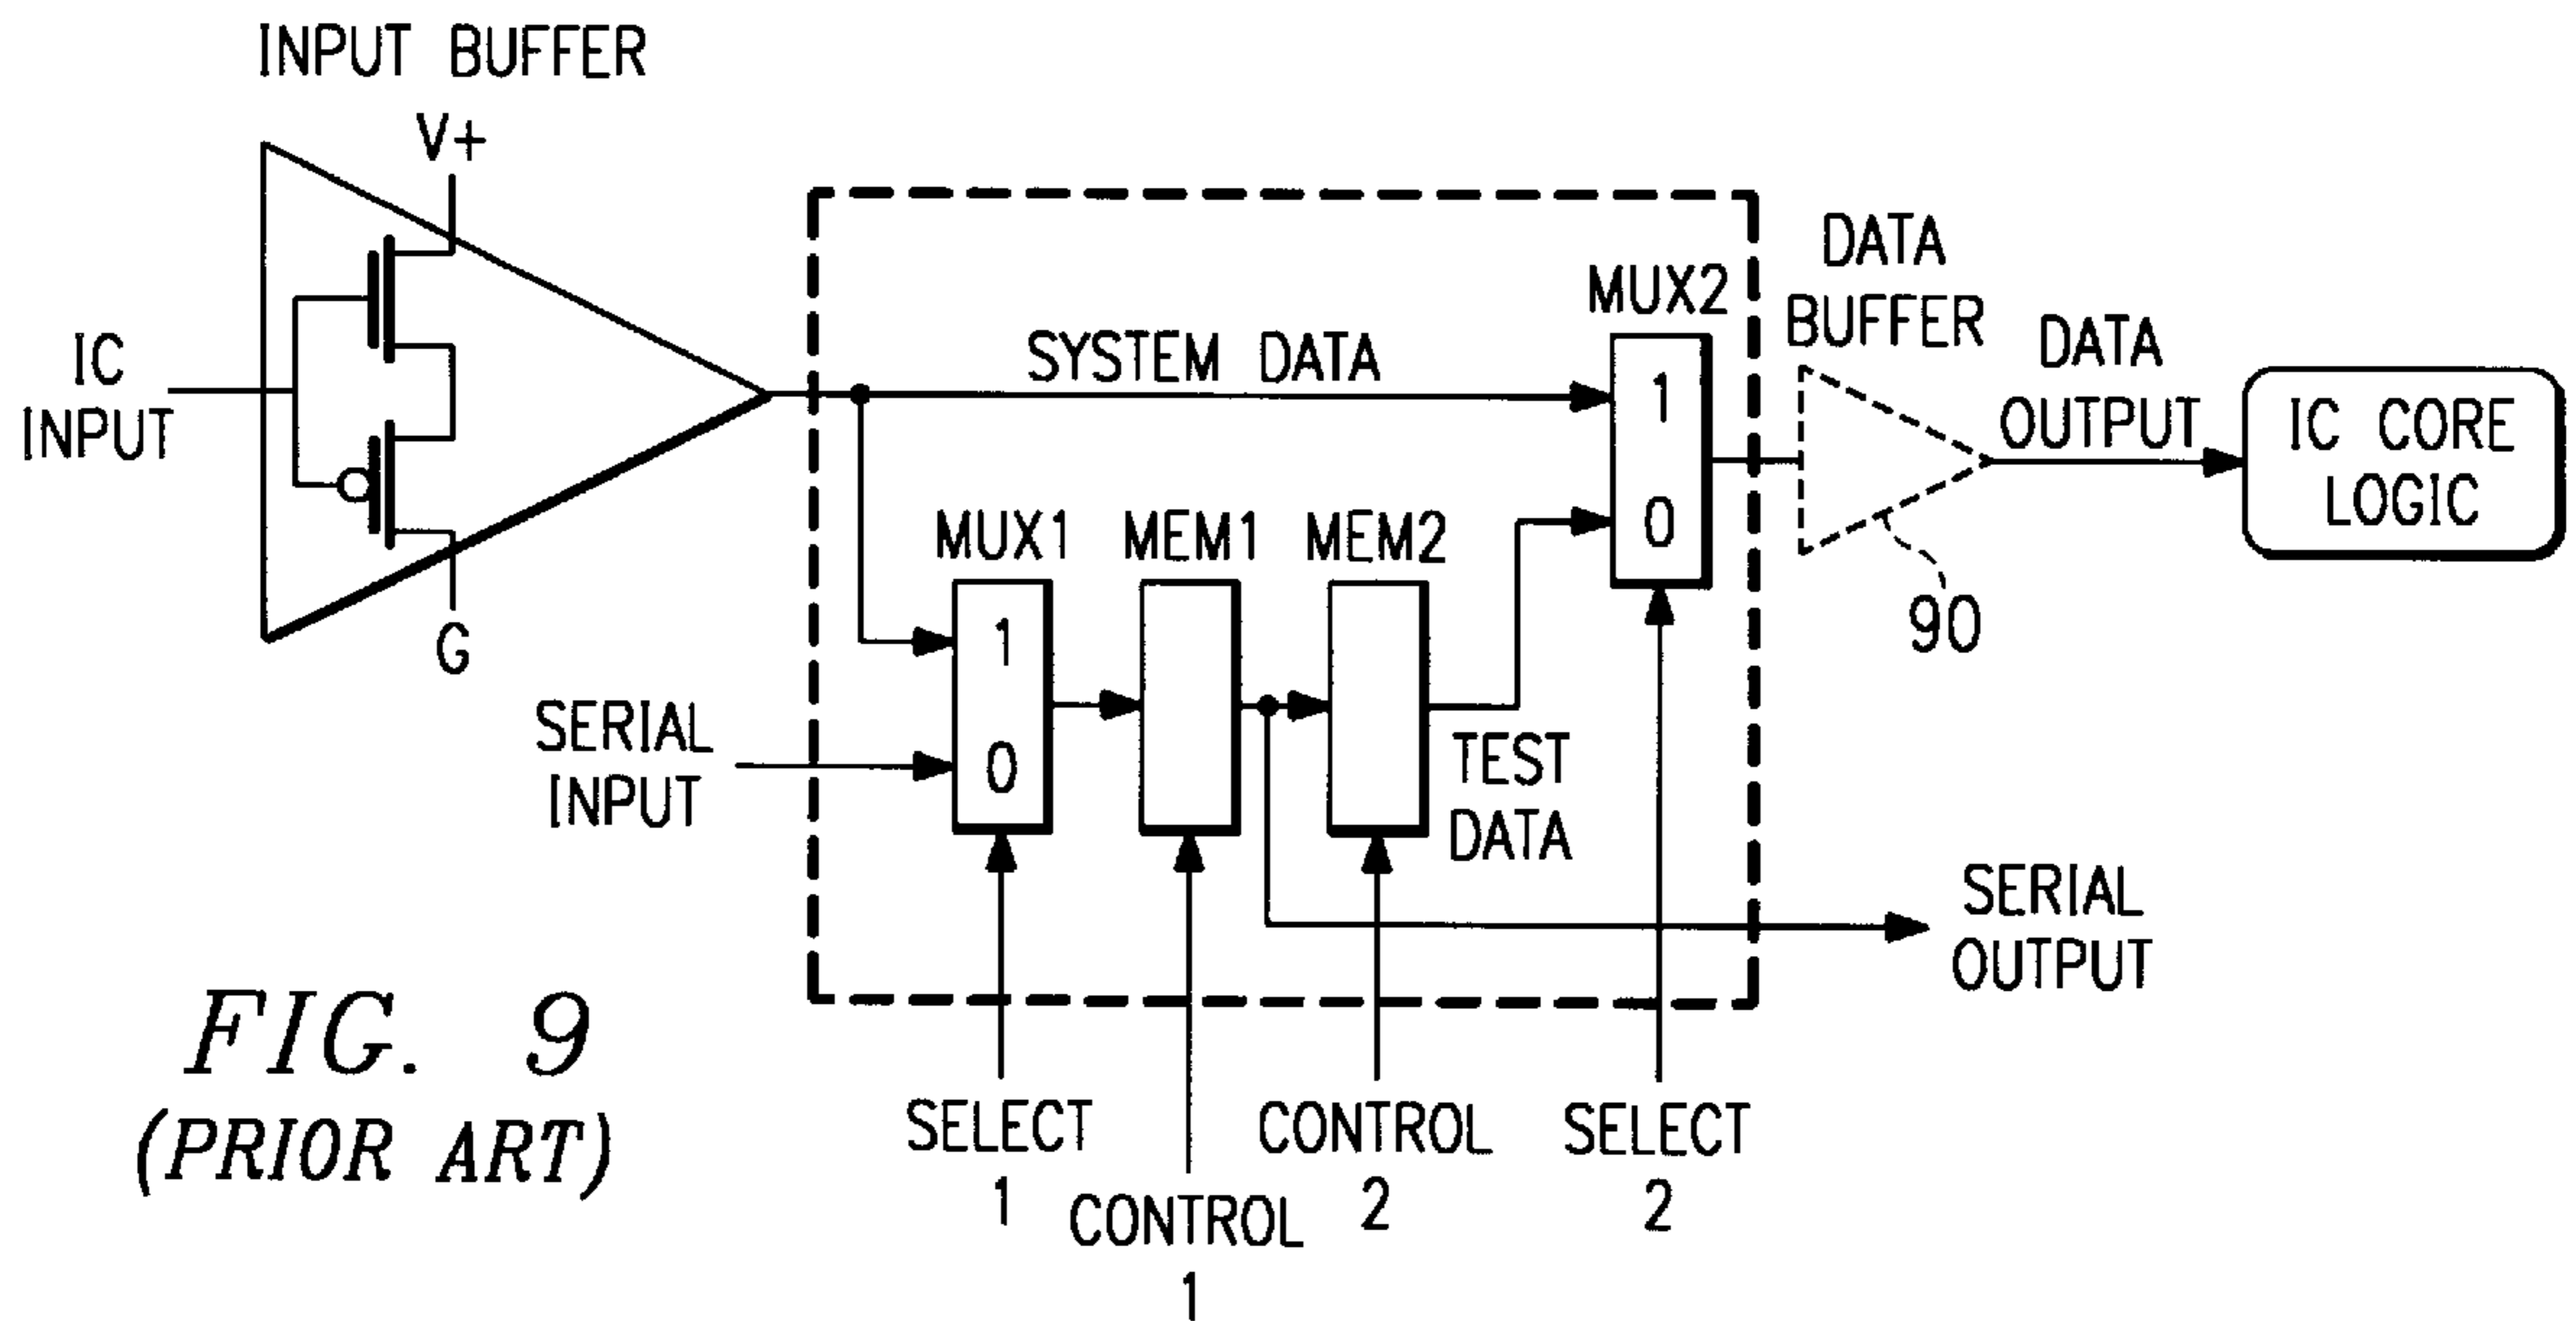 INPUT BUFFER
V+
IC
INPUT
G
SYSTEM DATA
MUX2
1
0
DATA
BUFFER
90
DATA
OUTPUT
IC CORE
LOGIC
MUX1
1
0
MEM1
MEM2
SERIAL
INPUT
TEST
DATA
SERIAL
OUTPUT
SELECT
1
CONTROL
1
CONTROL
2
SELECT
2
FIG. 9
(PRIOR ART)